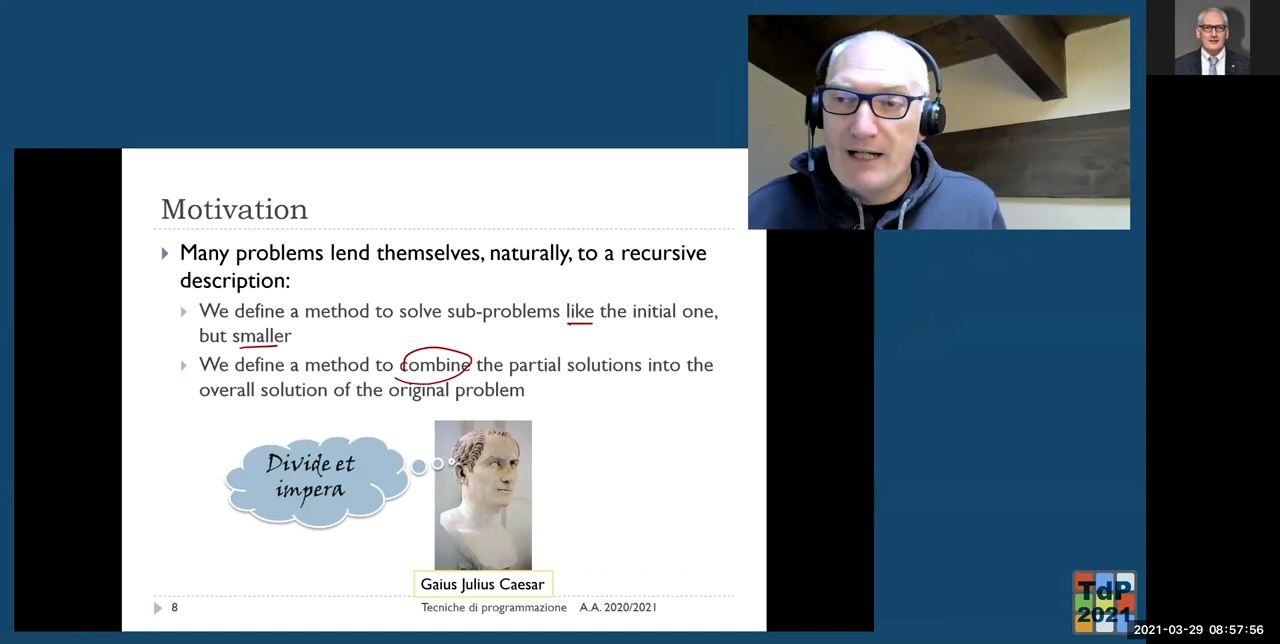 Motivation
Many problems lend themselves, naturally, to a recursive
description:
We define a method to solve sub-problems like the initial one,
but smaller
We define a method to combine the partial solutions into the
overall solution of the original problem
Divide et
impera
Gaius Julius Caesar
8
Tecniche di programmazione A.A. 2020/2021
TdP
2021
2021-03-29 08:57:56